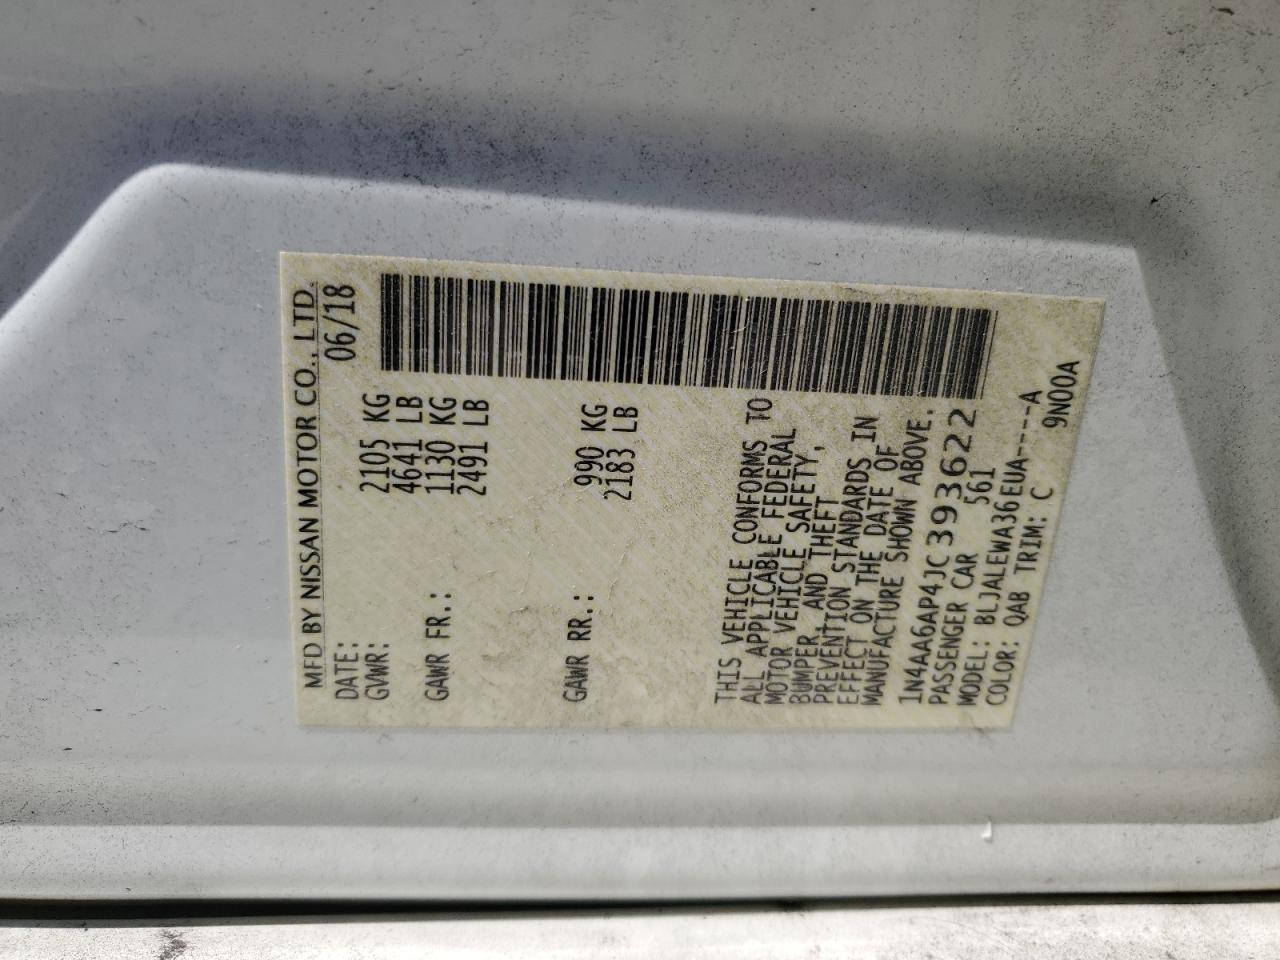 MFD BY NISSAN MOTOR CO., LTD.
DATE: 06/18
GVWR: 2105 KG
4641 LB
GAWR FR.: 1130 KG
2491 LB
GAWR RR.: 990 KG
2183 LB
THIS VEHICLE CONFORMS TO
ALL APPLICABLE FEDERAL
MOTOR VEHICLE SAFETY,
BUMPER, AND THEFT
PREVENTION STANDARDS IN
EFFECT ON THE DATE OF
MANUFACTURE SHOWN ABOVE.
1N4AA6AP4JC393622
PASSENGER CAR 561
MODEL: BLJALEWA36EUA----A
COLOR: QAB TRIM: C 9N00A